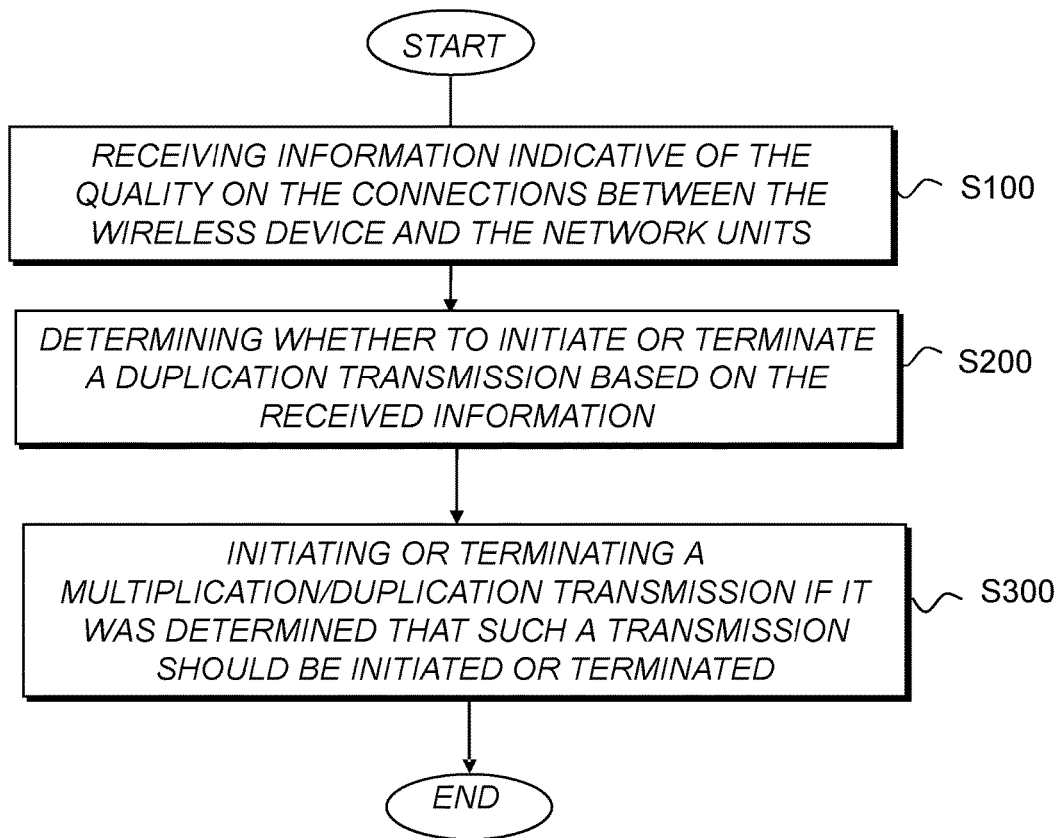 START
RECEIVING INFORMATION INDICATIVE OF THE
QUALITY ON THE CONNECTIONS BETWEEN THE
WIRELESS DEVICE AND THE NETWORK UNITS
S100
DETERMINING WHETHER TO INITIATE OR TERMINATE
A DUPLICATION TRANSMISSION BASED ON THE
RECEIVED INFORMATION
S200
INITIATING OR TERMINATING A
MULTIPLICATION/DUPLICATION TRANSMISSION IF IT
WAS DETERMINED THAT SUCH A TRANSMISSION
SHOULD BE INITIATED OR TERMINATED
S300
END